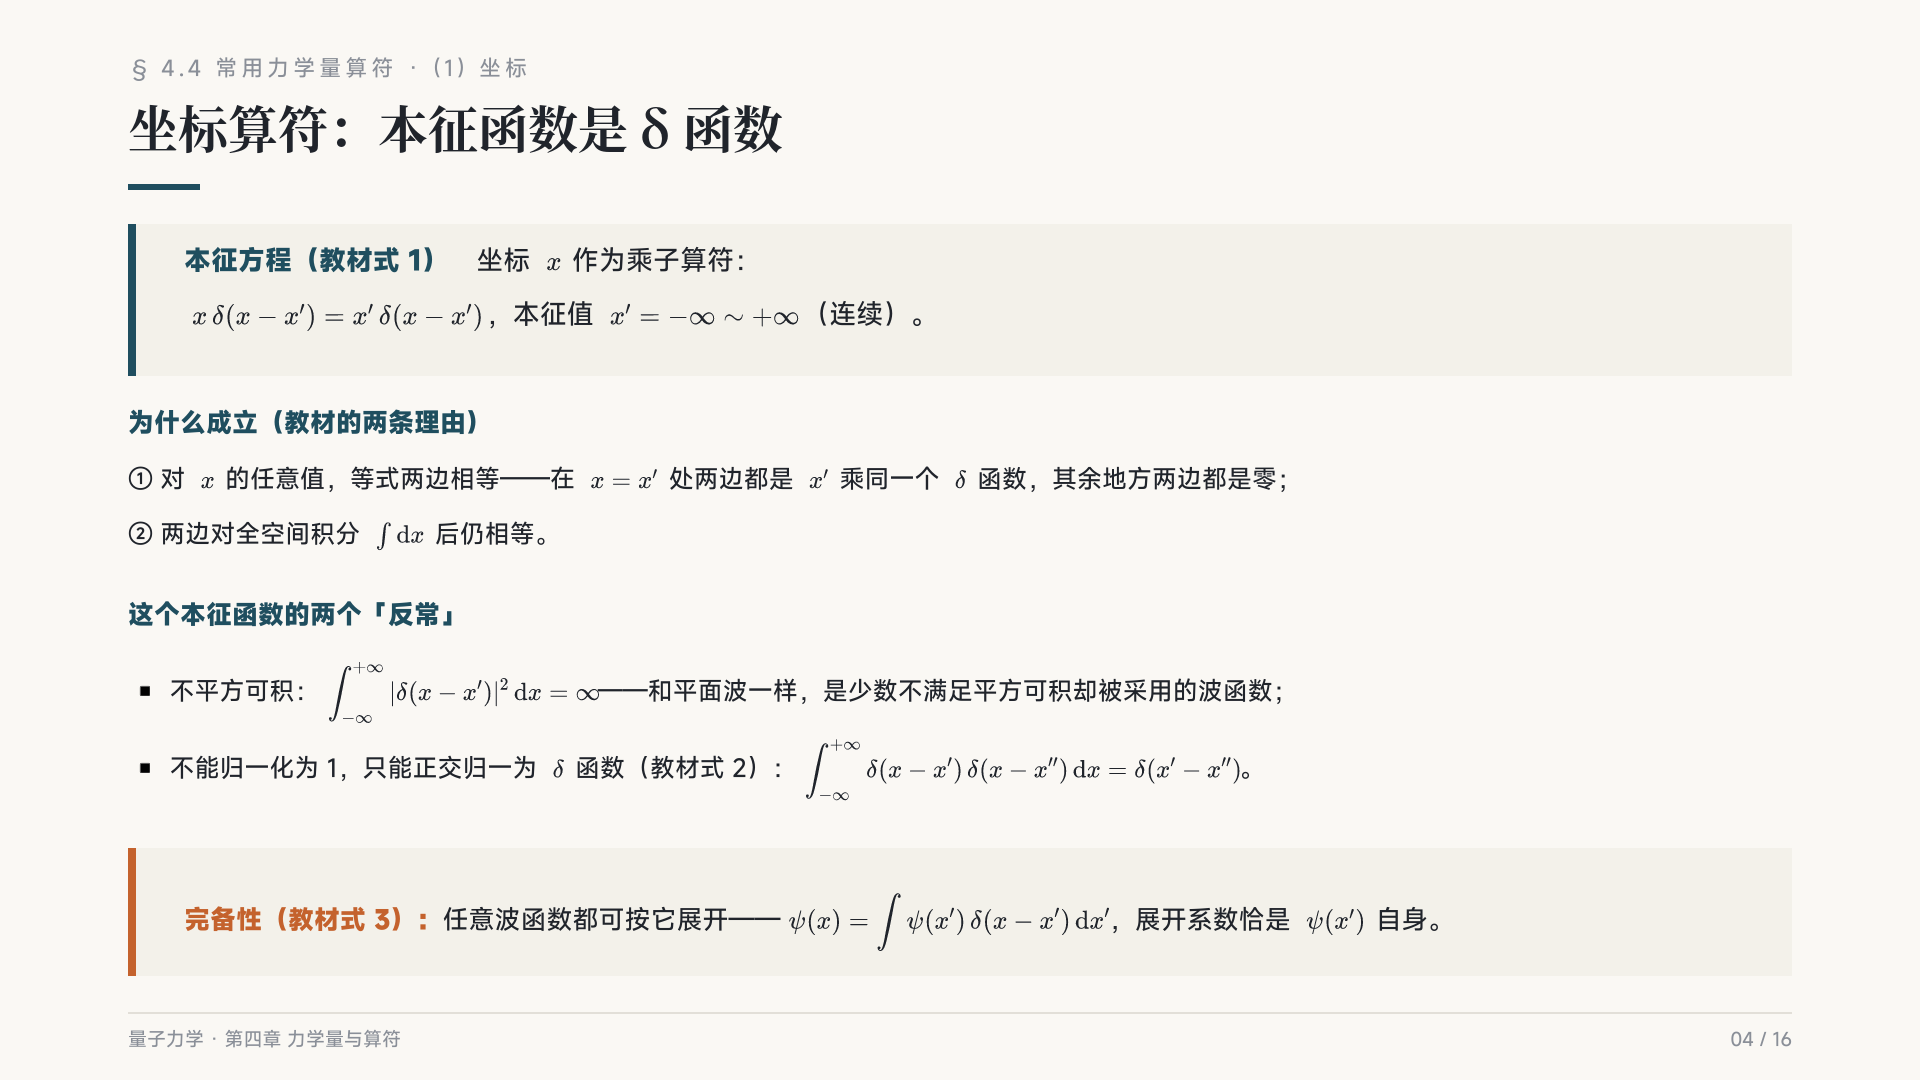 § 4.4 常用力学量算符 · (1) 坐标
坐标算符：本征函数是 δ 函数
本征方程（教材式 1） 坐标 x 作为乘子算符：
x δ(x − x′) = x′ δ(x − x′)，本征值 x′ = −∞ ∼ +∞（连续）。
为什么成立（教材的两条理由）
① 对 x 的任意值，等式两边相等——在 x = x′ 处两边都是 x′ 乘同一个 δ 函数，其余地方两边都是零；
② 两边对全空间积分 ∫ dx 后仍相等。
这个本征函数的两个「反常」
▪ 不平方可积：∫_{−∞}^{+∞} |δ(x − x′)|² dx = ∞——和平面波一样，是少数不满足平方可积却被采用的波函数；
▪ 不能归一化为 1，只能正交归一为 δ 函数（教材式 2）：∫_{−∞}^{+∞} δ(x − x′) δ(x − x″) dx = δ(x′ − x″)。
完备性（教材式 3）：任意波函数都可按它展开—— ψ(x) = ∫ ψ(x′) δ(x − x′) dx′，展开系数恰是 ψ(x′) 自身。
量子力学 · 第四章 力学量与算符
04 / 16